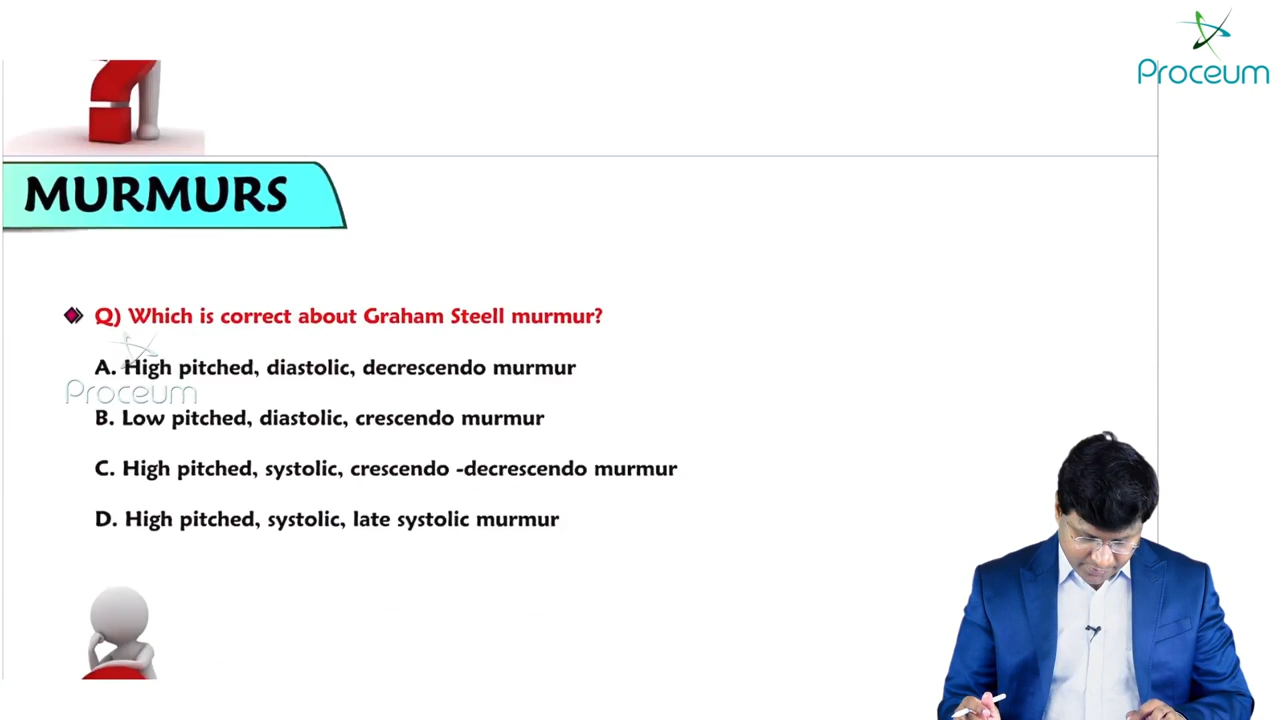 Proceum
MURMURS
Q) Which is correct about Graham Steell murmur?
A. High pitched, diastolic, decrescendo murmur
Proceum
B. Low pitched, diastolic, crescendo murmur
C. High pitched, systolic, crescendo -decrescendo murmur
D. High pitched, systolic, late systolic murmur